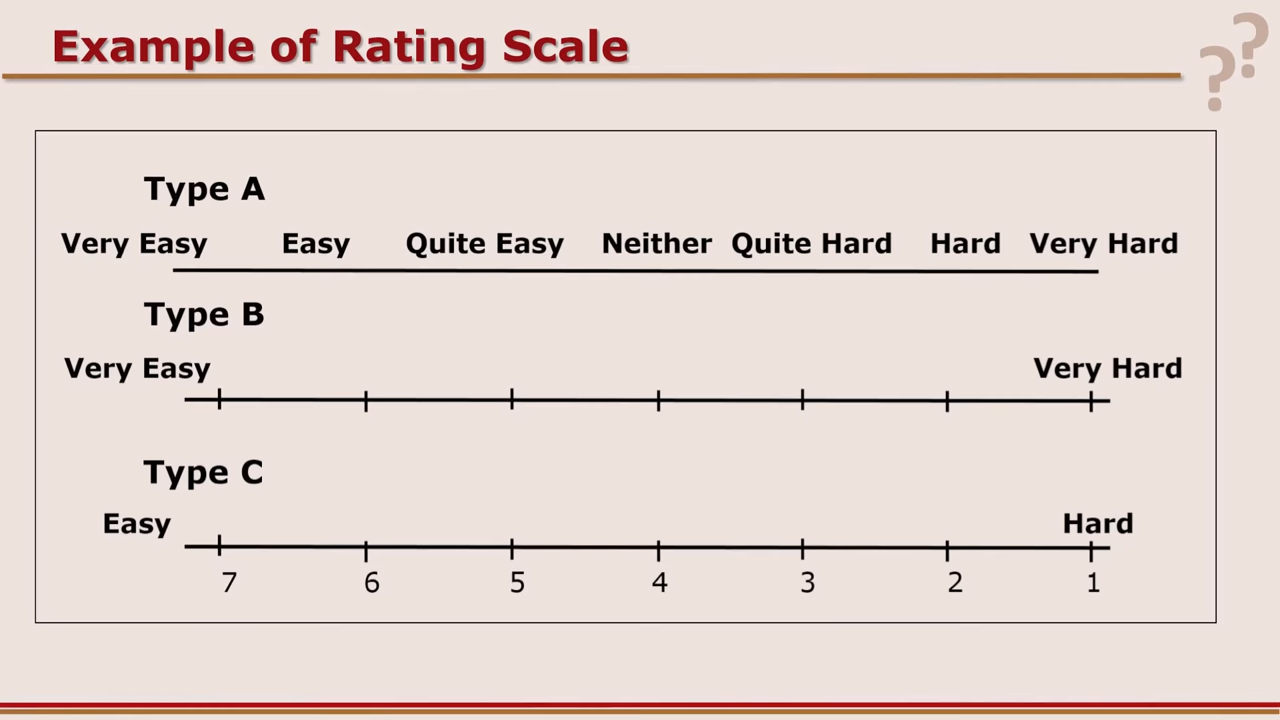 Example of Rating Scale
??
Type A
Very Easy Easy Quite Easy Neither Quite Hard Hard Very Hard
Type B
Very Easy Very Hard
Type C
Easy Hard
7 6 5 4 3 2 1